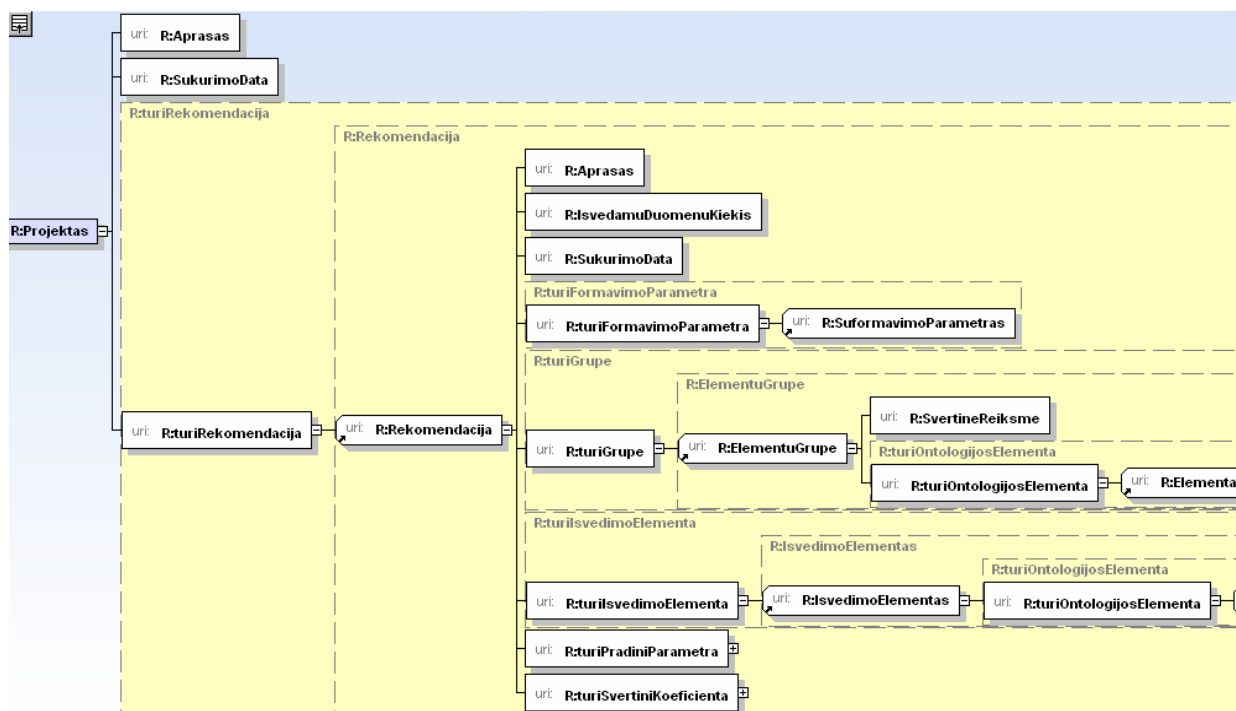 uri: R:Aprasas
uri: R:SukurimoData
R:turiRekomendacija
R:Rekomendacija
uri: R:Aprasas
uri: R:IsvedamuDuomenuKiekis
R:Projektas
uri: R:SukurimoData
R:turiFormavimoParametra
uri: R:turiFormavimoParametra
uri: R:SuformavimoParametras
R:turiGrupe
R:ElementuGrupe
uri: R:SvertineReiksme
uri: R:turiRekomendacija
uri: R:Rekomendacija
uri: R:turiGrupe
uri: R:ElementuGrupe
R:turiOntologijosElementa
uri: R:turiOntologijosElementa
uri: R:Elementa
R:turiIsvedimoElementa
R:IsvedimoElementas
R:turiOntologijosElementa
uri: R:turiIsvedimoElementa
uri: R:IsvedimoElementas
uri: R:turiOntologijosElementa
uri: R:turiPradiniParametra
uri: R:turiSvertiniKoeficienta